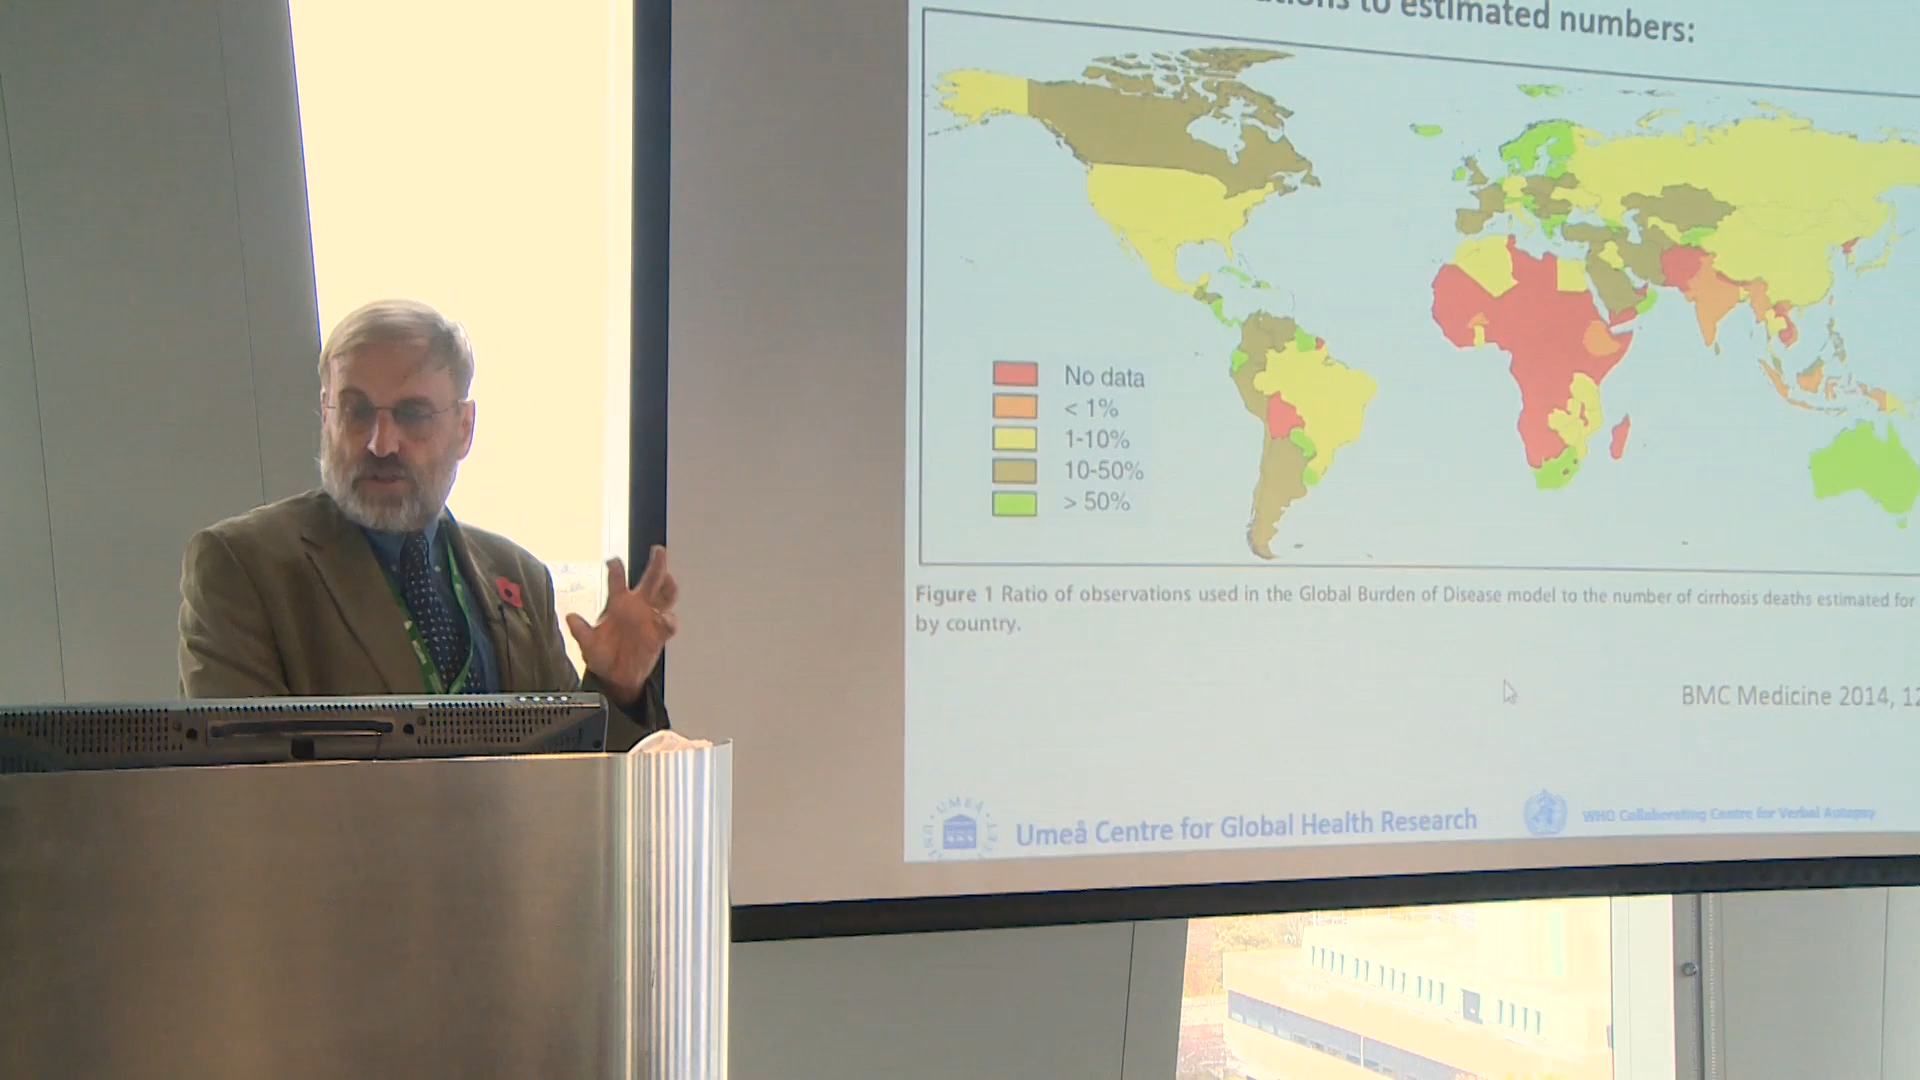 to estimated numbers:
No data
< 1%
1-10%
10-50%
> 50%
Figure 1 Ratio of observations used in the Global Burden of Disease model to the number of cirrhosis deaths estimated for
by country.
BMC Medicine 2014, 12
UMEÅ
Umeå Centre for Global Health Research
WHO Collaborating Centre for Verbal Autopsy